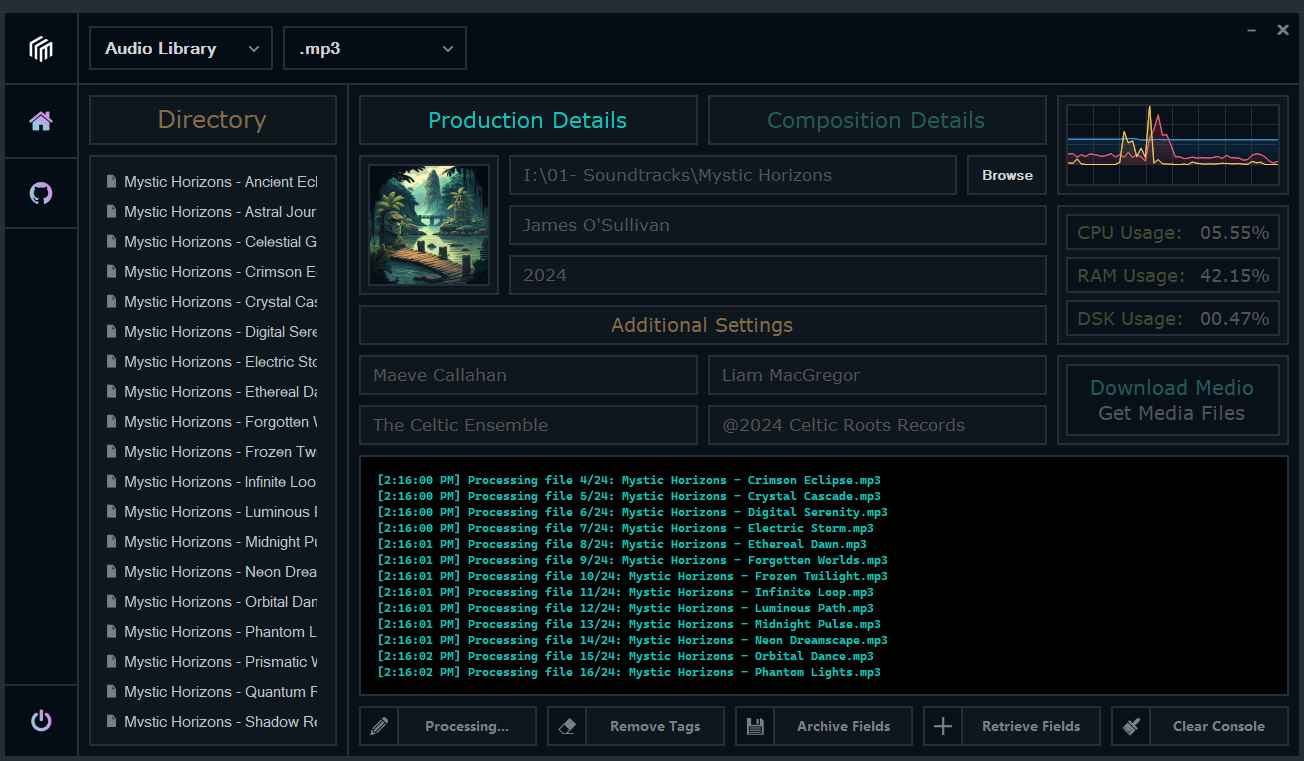 Audio Library
.mp3
Directory
Mystic Horizons - Ancient Ecl
Mystic Horizons - Astral Jour
Mystic Horizons - Celestial G
Mystic Horizons - Crimson E
Mystic Horizons - Crystal Cas
Mystic Horizons - Digital Sere
Mystic Horizons - Electric Sto
Mystic Horizons - Ethereal Da
Mystic Horizons - Forgotten W
Mystic Horizons - Frozen Twi
Mystic Horizons - Infinite Loo
Mystic Horizons - Luminous P
Mystic Horizons - Midnight Pu
Mystic Horizons - Neon Drea
Mystic Horizons - Orbital Dan
Mystic Horizons - Phantom L
Mystic Horizons - Prismatic W
Mystic Horizons - Quantum F
Mystic Horizons - Shadow Re
Production Details
Composition Details
I:\01- Soundtracks\Mystic Horizons
Browse
James O'Sullivan
2024
Additional Settings
Maeve Callahan
Liam MacGregor
The Celtic Ensemble
@2024 Celtic Roots Records
CPU Usage: 05.55%
RAM Usage: 42.15%
DSK Usage: 00.47%
Download Medio
Get Media Files
[2:16:00 PM] Processing file 4/24: Mystic Horizons - Crimson Eclipse.mp3
[2:16:00 PM] Processing file 5/24: Mystic Horizons - Crystal Cascade.mp3
[2:16:00 PM] Processing file 6/24: Mystic Horizons - Digital Serenity.mp3
[2:16:00 PM] Processing file 7/24: Mystic Horizons - Electric Storm.mp3
[2:16:01 PM] Processing file 8/24: Mystic Horizons - Ethereal Dawn.mp3
[2:16:01 PM] Processing file 9/24: Mystic Horizons - Forgotten Worlds.mp3
[2:16:01 PM] Processing file 10/24: Mystic Horizons - Frozen Twilight.mp3
[2:16:01 PM] Processing file 11/24: Mystic Horizons - Infinite Loop.mp3
[2:16:01 PM] Processing file 12/24: Mystic Horizons - Luminous Path.mp3
[2:16:01 PM] Processing file 13/24: Mystic Horizons - Midnight Pulse.mp3
[2:16:01 PM] Processing file 14/24: Mystic Horizons - Neon Dreamscape.mp3
[2:16:02 PM] Processing file 15/24: Mystic Horizons - Orbital Dance.mp3
[2:16:02 PM] Processing file 16/24: Mystic Horizons - Phantom Lights.mp3
Processing...
Remove Tags
Archive Fields
Retrieve Fields
Clear Console